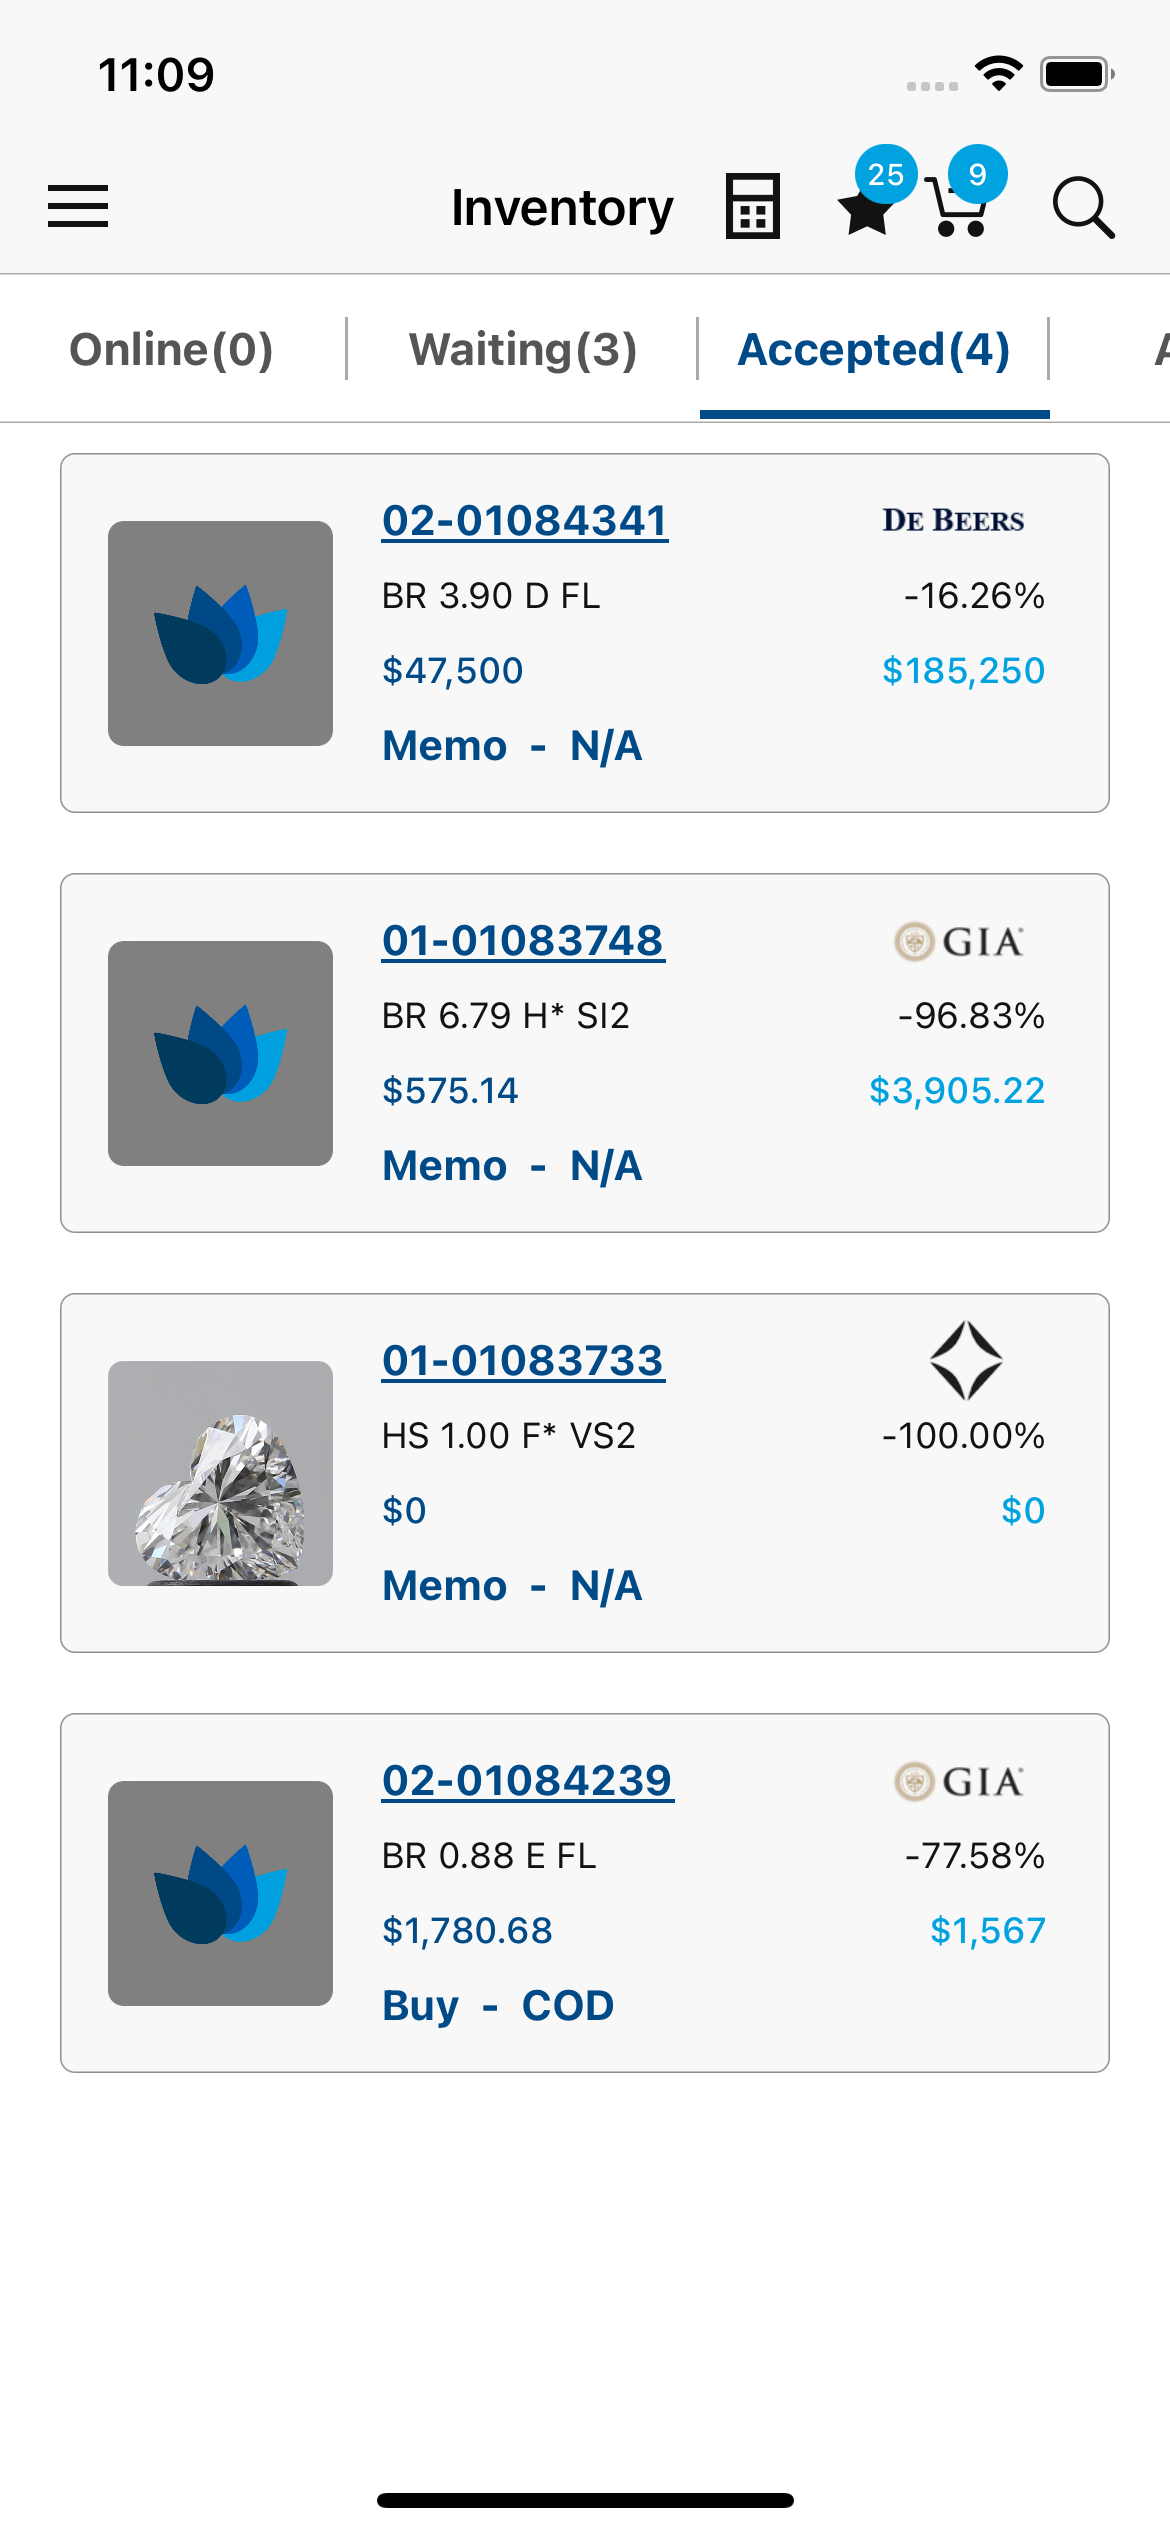 11:09
Inventory
25
9
Online(0)
Waiting(3)
Accepted(4)
A
02-01084341
DE BEERS
BR 3.90 D FL
-16.26%
$47,500
$185,250
Memo - N/A
01-01083748
GIA
BR 6.79 H* SI2
-96.83%
$575.14
$3,905.22
Memo - N/A
01-01083733
HS 1.00 F* VS2
-100.00%
$0
$0
Memo - N/A
02-01084239
GIA
BR 0.88 E FL
-77.58%
$1,780.68
$1,567
Buy - COD